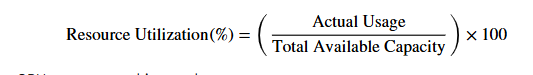 Resource Utilization(%) = ( Actual Usage / Total Available Capacity ) × 100